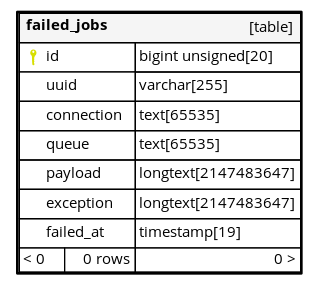 failed_jobs [table]
id bigint unsigned[20]
uuid varchar[255]
connection text[65535]
queue text[65535]
payload longtext[2147483647]
exception longtext[2147483647]
failed_at timestamp[19]
< 0 0 rows 0 >